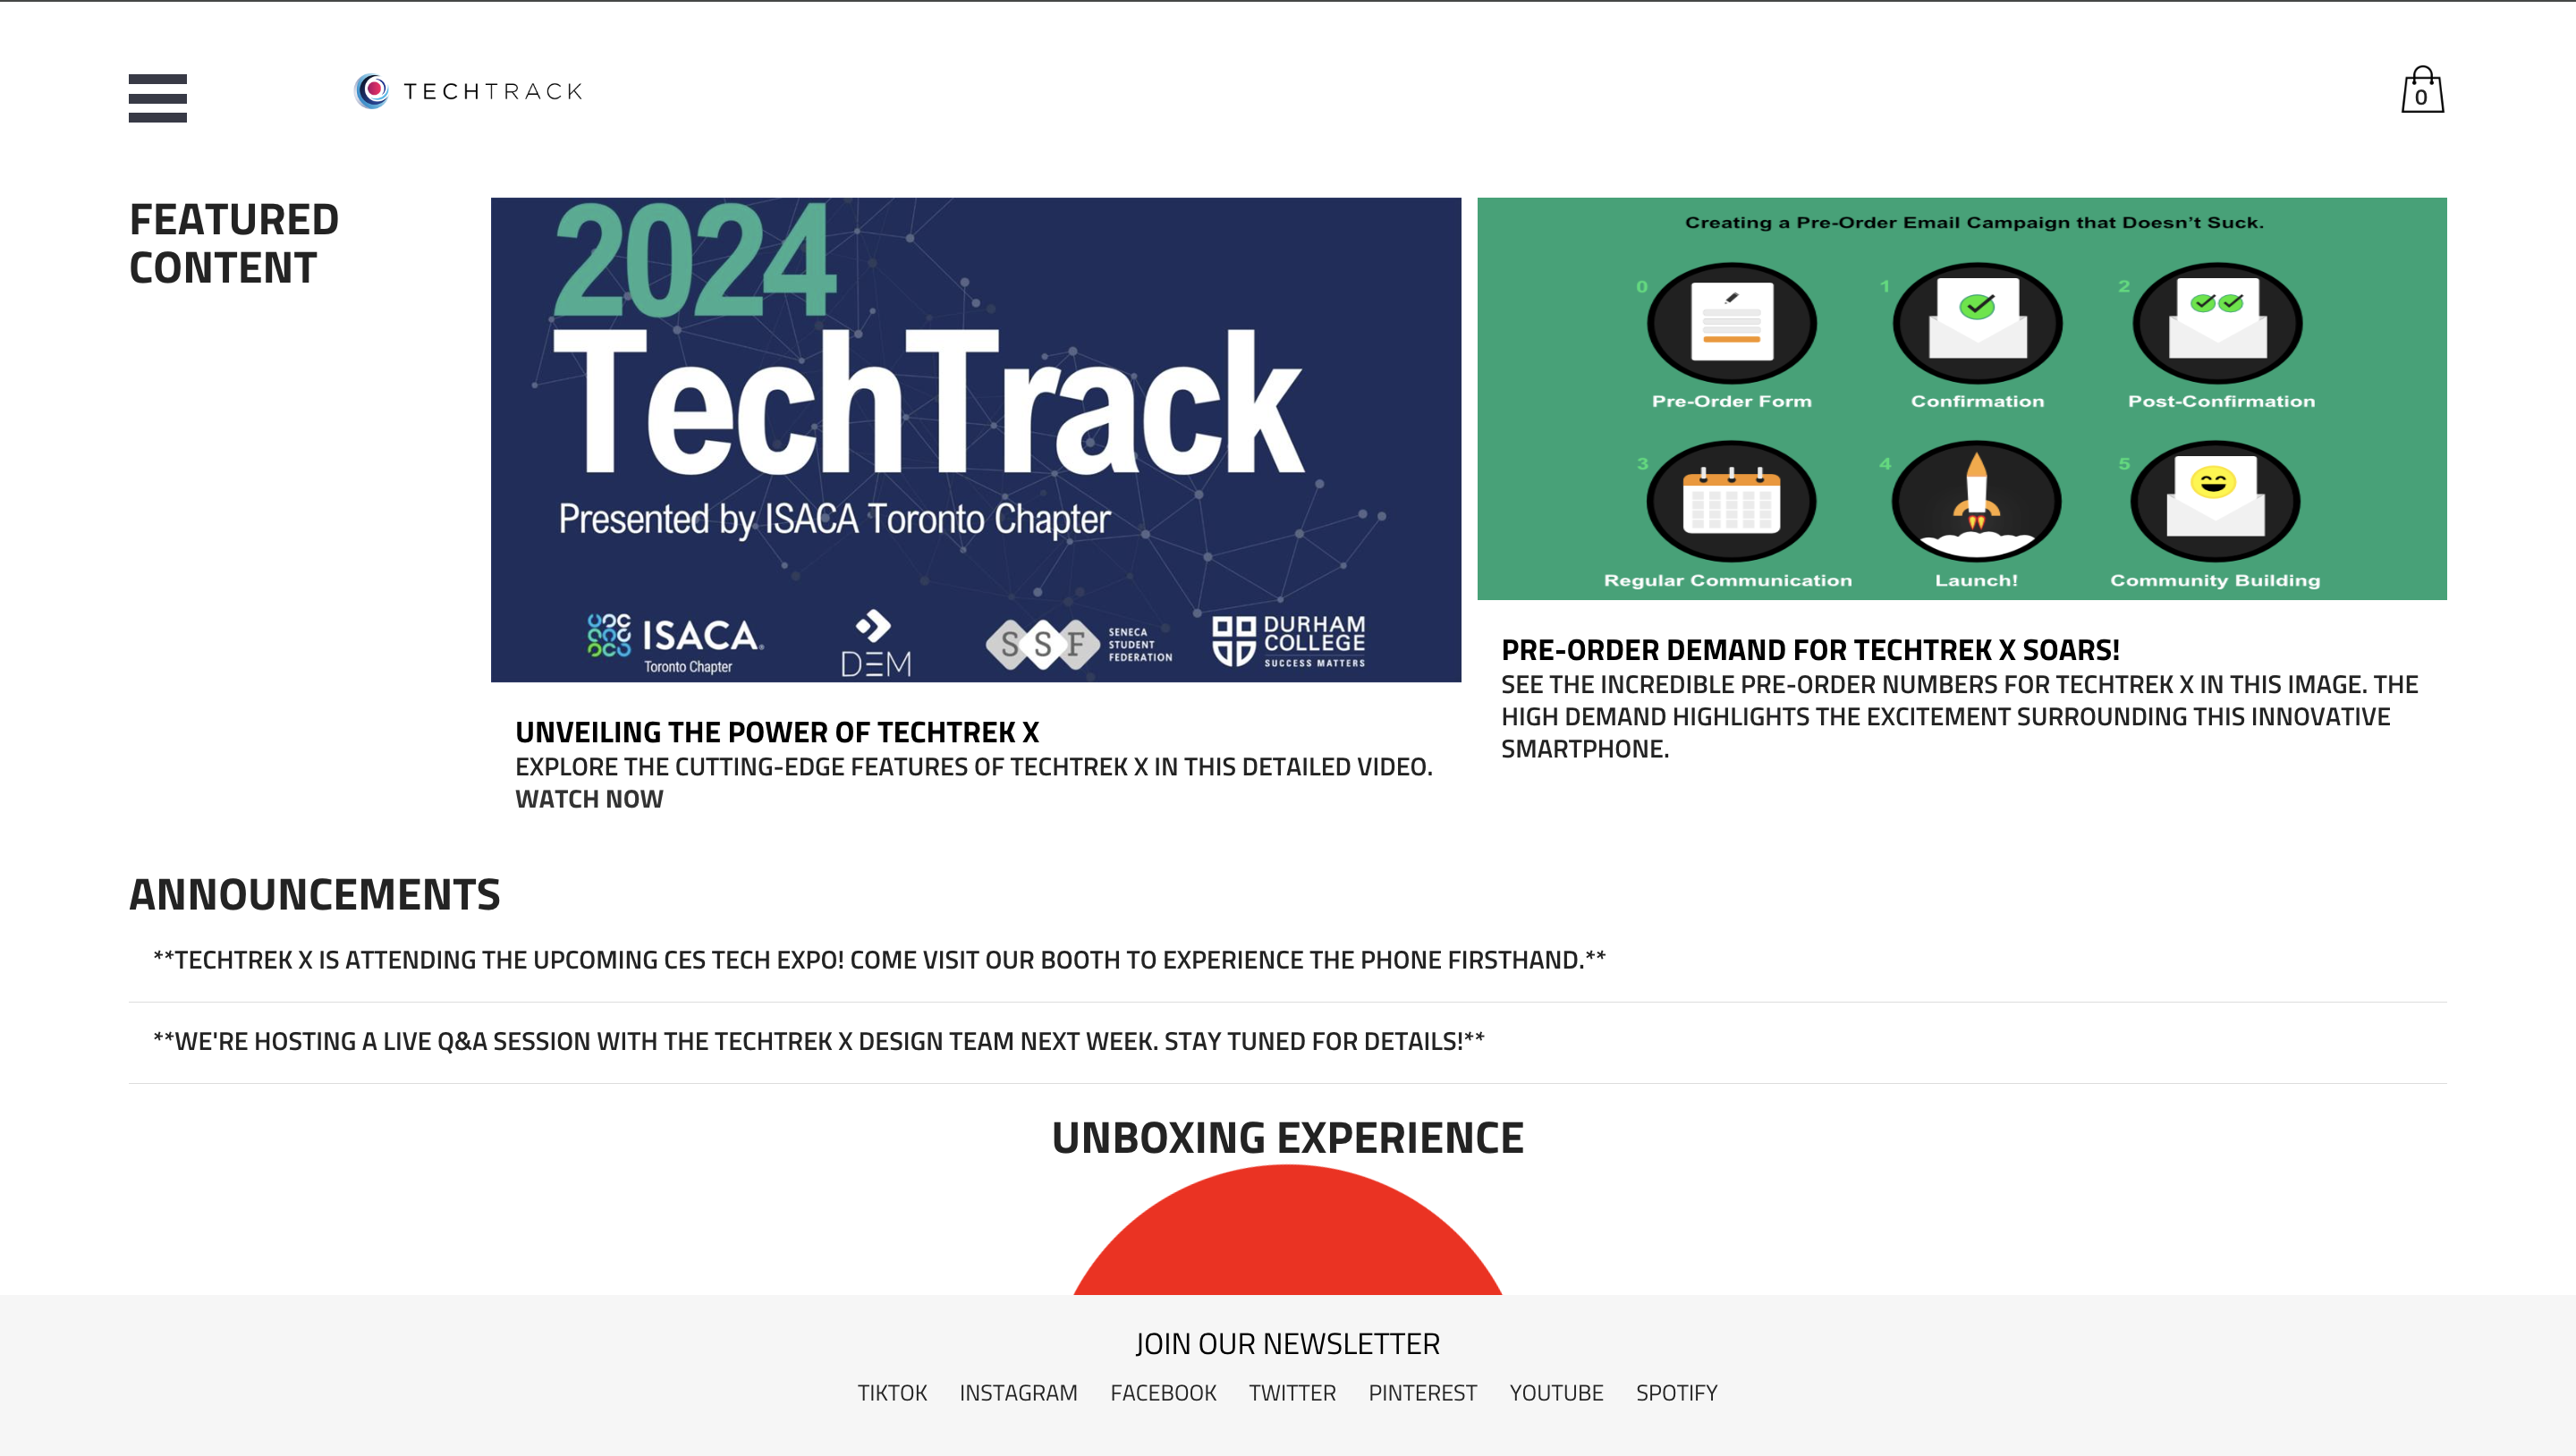 TECHTRACK
0
FEATURED
CONTENT
2024
TechTrack
Presented by ISACA Toronto Chapter
ISACA®
Toronto Chapter
DEM
SSF
SENECA
STUDENT
FEDERATION
DURHAM
COLLEGE
SUCCESS MATTERS
UNVEILING THE POWER OF TECHTREK X
EXPLORE THE CUTTING-EDGE FEATURES OF TECHTREK X IN THIS DETAILED VIDEO.
WATCH NOW
Creating a Pre-Order Email Campaign that Doesn’t Suck.
0 1 2
Pre-Order Form Confirmation Post-Confirmation
3 4 5
Regular Communication Launch! Community Building
PRE-ORDER DEMAND FOR TECHTREK X SOARS!
SEE THE INCREDIBLE PRE-ORDER NUMBERS FOR TECHTREK X IN THIS IMAGE. THE
HIGH DEMAND HIGHLIGHTS THE EXCITEMENT SURROUNDING THIS INNOVATIVE
SMARTPHONE.
ANNOUNCEMENTS
**TECHTREK X IS ATTENDING THE UPCOMING CES TECH EXPO! COME VISIT OUR BOOTH TO EXPERIENCE THE PHONE FIRSTHAND.**
**WE'RE HOSTING A LIVE Q&A SESSION WITH THE TECHTREK X DESIGN TEAM NEXT WEEK. STAY TUNED FOR DETAILS!**
UNBOXING EXPERIENCE
JOIN OUR NEWSLETTER
TIKTOK INSTAGRAM FACEBOOK TWITTER PINTEREST YOUTUBE SPOTIFY